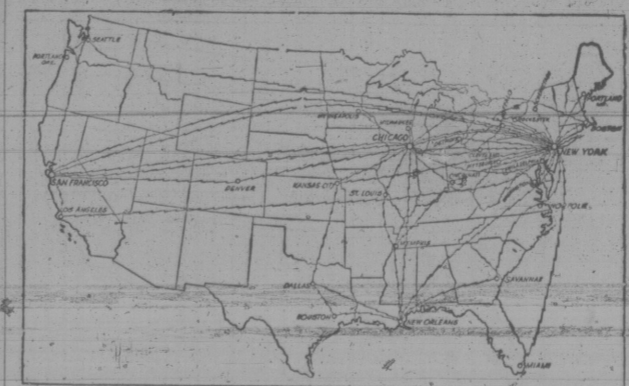 SEATTLE
PORTLAND
ORE.
MINNEAPOLIS
CHICAGO
PORTLAND
BOSTON
NEW YORK
SAN FRANCISCO
DENVER
KANSAS CITY
ST. LOUIS
LOS ANGELES
NORFOLK
MEMPHIS
DALLAS
SAVANNAH
HOUSTON
NEW ORLEANS
MIAMI